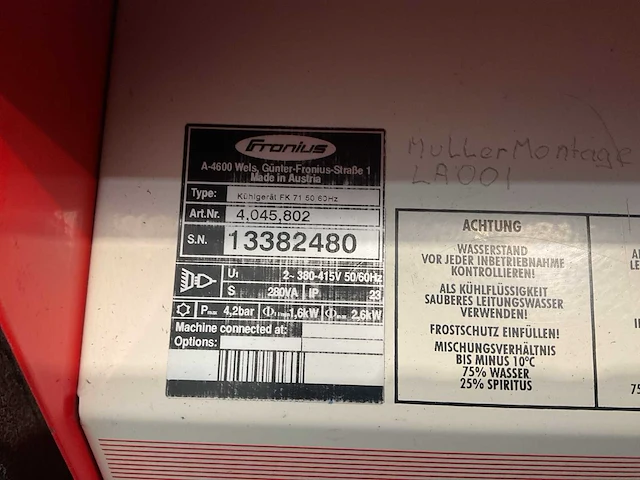 Fronius
A-4600 Wels, Günter-Fronius-Straße 1
Made in Austria
Type: Kühlgerät FK 71 50/60Hz
Art.Nr. 4,045,802
S.N. 13382480
U1 2~ 380-415V 50/60Hz
S 280VA IP 23
Pmax 4,2bar 1,6kW 2.6kW
Machine connected at:
Options:
Muller Montage
LA001
ACHTUNG
WASSERSTAND
VOR JEDER INBETRIEBNAHME
KONTROLLIEREN!
ALS KÜHLFLÜSSIGKEIT
SAUBERES LEITUNGSWASSER
VERWENDEN!
FROSTSCHUTZ EINFÜLLEN!
MISCHUNGSVERHÄLTNIS
BIS MINUS 10°C
75% WASSER
25% SPIRITUS